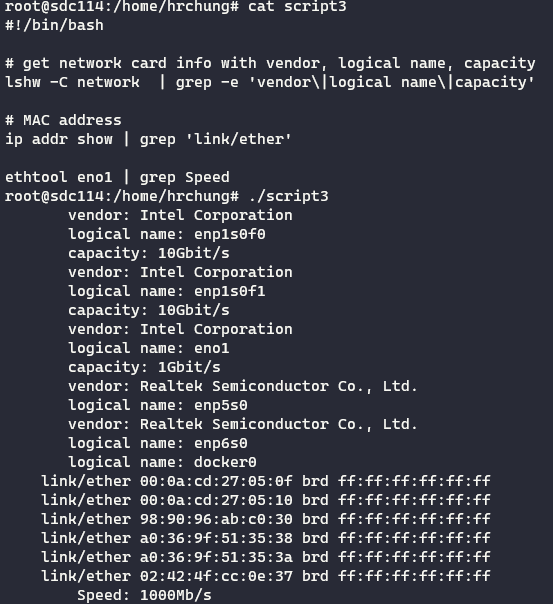 root@sdc114:/home/hrchung# cat script3
#!/bin/bash
# get network card info with vendor, logical name, capacity
lshw -C network  | grep -e 'vendor\|logical name\|capacity'
# MAC address
ip addr show | grep 'link/ether'
ethtool eno1 | grep Speed
root@sdc114:/home/hrchung# ./script3
vendor: Intel Corporation
logical name: enp1s0f0
capacity: 10Gbit/s
vendor: Intel Corporation
logical name: enp1s0f1
capacity: 10Gbit/s
vendor: Intel Corporation
logical name: eno1
capacity: 1Gbit/s
vendor: Realtek Semiconductor Co., Ltd.
logical name: enp5s0
vendor: Realtek Semiconductor Co., Ltd.
logical name: enp6s0
logical name: docker0
link/ether 00:0a:cd:27:05:0f brd ff:ff:ff:ff:ff:ff
link/ether 00:0a:cd:27:05:10 brd ff:ff:ff:ff:ff:ff
link/ether 98:90:96:ab:c0:30 brd ff:ff:ff:ff:ff:ff
link/ether a0:36:9f:51:35:38 brd ff:ff:ff:ff:ff:ff
link/ether a0:36:9f:51:35:3a brd ff:ff:ff:ff:ff:ff
link/ether 02:42:4f:cc:0e:37 brd ff:ff:ff:ff:ff:ff
Speed: 1000Mb/s